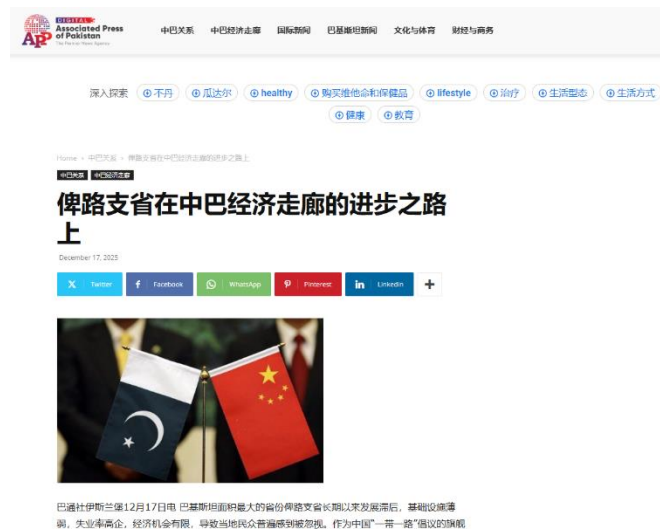 DIGITAL
Associated Press
of Pakistan
The Premier News Agency
APP
中巴关系 中巴经济走廊 国际新闻 巴基斯坦新闻 文化与体育 财经与商务
深入探索 不丹 瓜达尔 healthy 购买维他命和保健品 lifestyle 治疗 生活型态 生活方式
健康 教育
Home 中巴关系 俾路支省在中巴经济走廊的进步之路上
中巴关系 中巴经济走廊
俾路支省在中巴经济走廊的进步之路
上
December 17, 2025
Twitter Facebook WhatsApp Pinterest Linkedin
巴通社伊斯兰堡12月17日电 巴基斯坦面积最大的省份俾路支省长期以来发展滞后，基础设施薄
弱，失业率高企，经济机会有限，导致当地民众普遍感到被忽视。作为中国"一带一路"倡议的旗舰